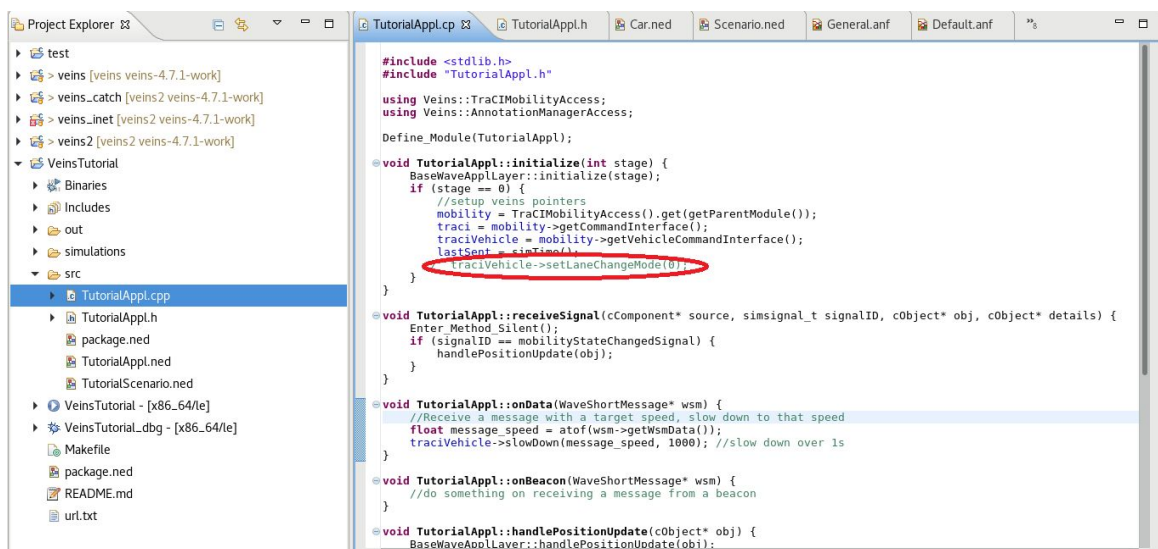 Project Explorer
test
> veins [veins veins-4.7.1-work]
> veins_catch [veins2 veins-4.7.1-work]
> veins_inet [veins2 veins-4.7.1-work]
> veins2 [veins2 veins-4.7.1-work]
VeinsTutorial
Binaries
Includes
out
simulations
src
TutorialAppl.cpp
TutorialAppl.h
package.ned
TutorialAppl.ned
TutorialScenario.ned
VeinsTutorial - [x86_64/le]
VeinsTutorial_dbg - [x86_64/le]
Makefile
package.ned
README.md
url.txt
TutorialAppl.cp TutorialAppl.h Car.ned Scenario.ned General.anf Default.anf »8
#include <stdlib.h>
#include "TutorialAppl.h"
using Veins::TraCIMobilityAccess;
using Veins::AnnotationManagerAccess;
Define_Module(TutorialAppl);
void TutorialAppl::initialize(int stage) {
BaseWaveApplLayer::initialize(stage);
if (stage == 0) {
//setup veins pointers
mobility = TraCIMobilityAccess().get(getParentModule());
traci = mobility->getCommandInterface();
traciVehicle = mobility->getVehicleCommandInterface();
lastSent = simTime();
traciVehicle->setLaneChangeMode(0);
}
}
void TutorialAppl::receiveSignal(cComponent* source, simsignal_t signalID, cObject* obj, cObject* details) {
Enter_Method_Silent();
if (signalID == mobilityStateChangedSignal) {
handlePositionUpdate(obj);
}
}
void TutorialAppl::onData(WaveShortMessage* wsm) {
//Receive a message with a target speed, slow down to that speed
float message_speed = atof(wsm->getWsmData());
traciVehicle->slowDown(message_speed, 1000); //slow down over 1s
}
void TutorialAppl::onBeacon(WaveShortMessage* wsm) {
//do something on receiving a message from a beacon
}
void TutorialAppl::handlePositionUpdate(cObject* obj) {
BaseWaveApplLayer::handlePositionUpdate(obj);